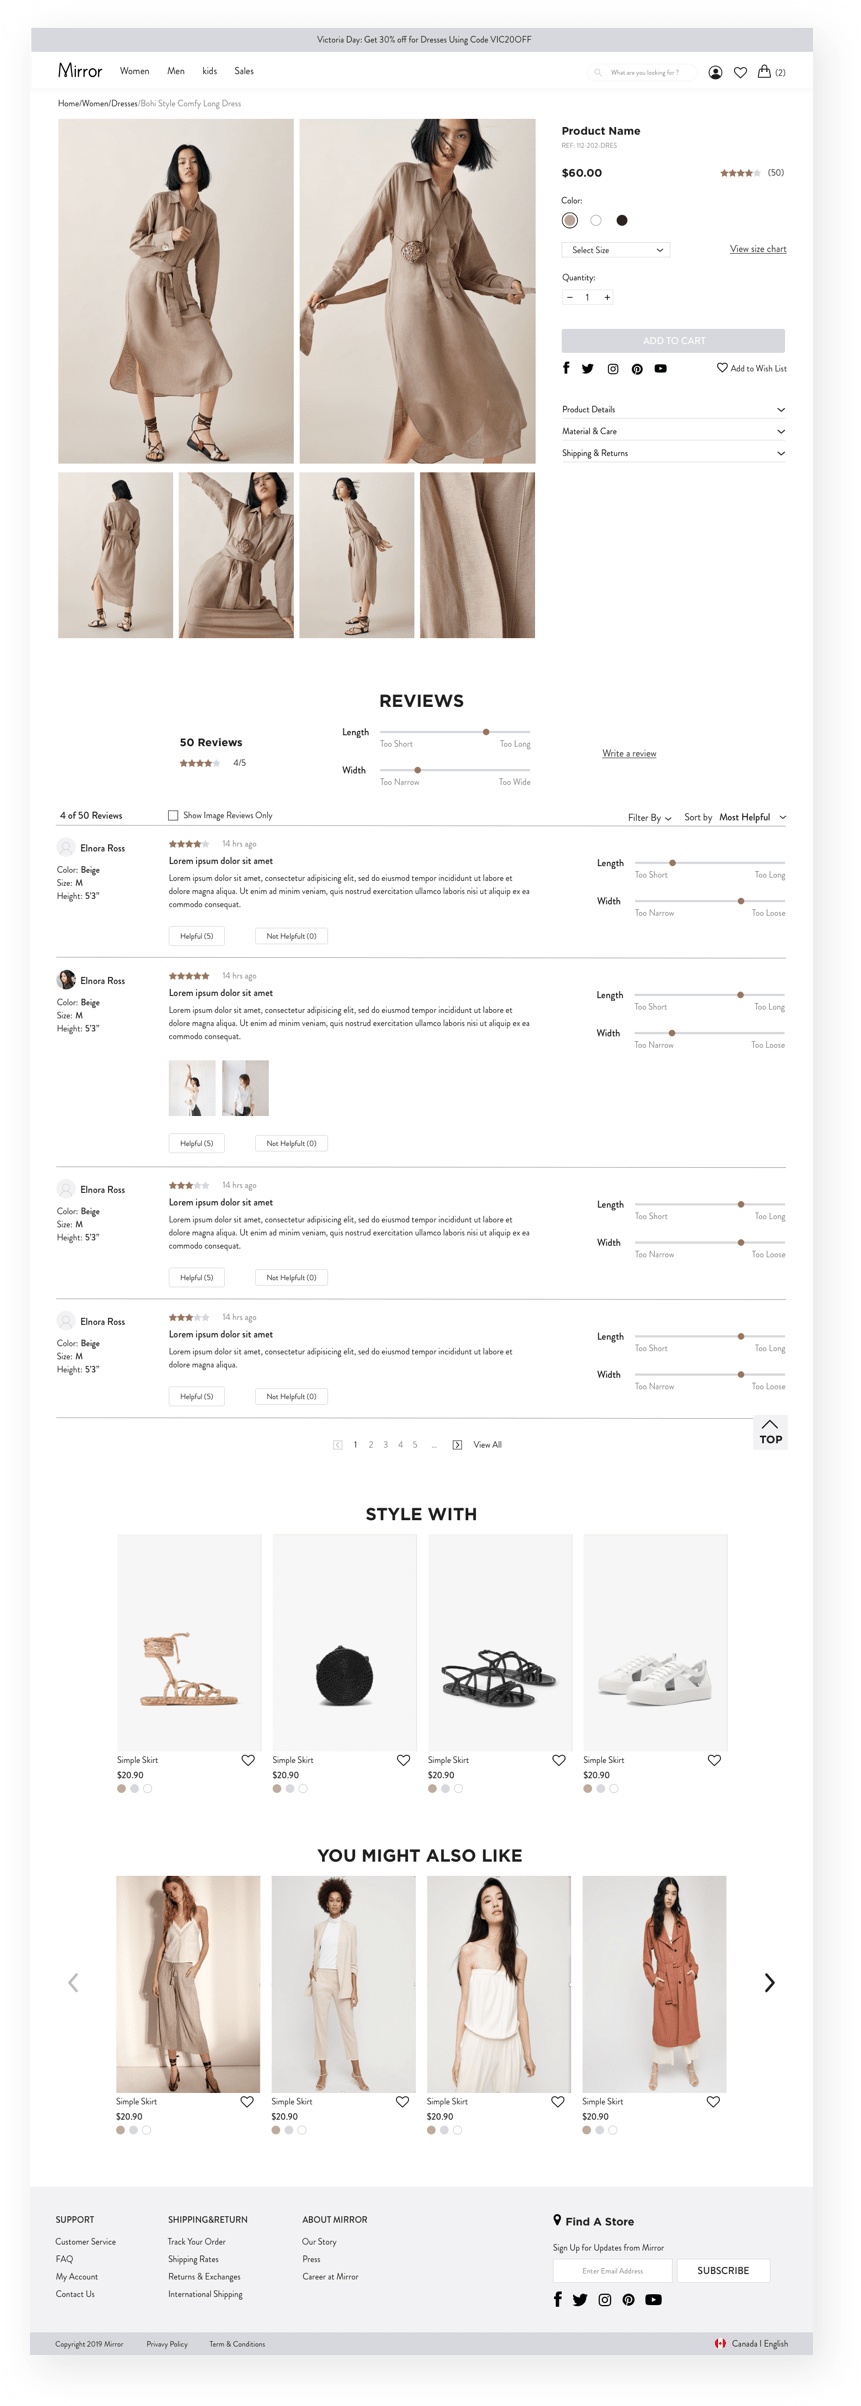 Victoria Day: Get 30% off for Dresses Using Code VIC20OFF
Mirror
Women
Men
kids
Sales
What are you locking for ?
(2)
Home/Women/Dresses/Bohi Style Comfy Long Dress
Product Name
REF: 112-202-DRES
$60.00
(50)
Color:
Select Size
View size chart
Quantity:
− 1 +
ADD TO CART
Add to Wish List
Product Details
Material & Care
Shipping & Returns
REVIEWS
50 Reviews
4/5
Length
Too Short
Too Long
Width
Too Narrow
Too Wide
Write a review
4 of 50 Reviews
Show Image Reviews Only
Filter By
Sort by Most Helpful
Elnora Ross
Color: Beige
Size: M
Height: 5'3"
14 hrs ago
Lorem ipsum dolor sit amet
Lorem ipsum dolor sit amet, consectetur adipisicing elit, sed do eiusmod tempor incididunt ut labore et
dolore magna aliqua. Ut enim ad minim veniam, quis nostrud exercitation ullamco laboris nisi ut aliquip ex ea
commodo consequat.
Helpful (5)
Not Helpfult (0)
Length
Too Short
Too Long
Width
Too Narrow
Too Loose
Elnora Ross
Color: Beige
Size: M
Height: 5'3"
14 hrs ago
Lorem ipsum dolor sit amet
Lorem ipsum dolor sit amet, consectetur adipisicing elit, sed do eiusmod tempor incididunt ut labore et
dolore magna aliqua. Ut enim ad minim veniam, quis nostrud exercitation ullamco laboris nisi ut aliquip ex ea
commodo consequat.
Helpful (5)
Not Helpfult (0)
Length
Too Short
Too Long
Width
Too Narrow
Too Loose
Elnora Ross
Color: Beige
Size: M
Height: 5'3"
14 hrs ago
Lorem ipsum dolor sit amet
Lorem ipsum dolor sit amet, consectetur adipisicing elit, sed do eiusmod tempor incididunt ut labore et
dolore magna aliqua. Ut enim ad minim veniam, quis nostrud exercitation ullamco laboris nisi ut aliquip ex ea
commodo consequat.
Helpful (5)
Not Helpfult (0)
Length
Too Short
Too Long
Width
Too Narrow
Too Loose
Elnora Ross
Color: Beige
Size: M
Height: 5'3"
14 hrs ago
Lorem ipsum dolor sit amet
Lorem ipsum dolor sit amet, consectetur adipisicing elit, sed do eiusmod tempor incididunt ut labore et
dolore magna aliqua.
Helpful (5)
Not Helpfult (0)
Length
Too Short
Too Long
Width
Too Narrow
Too Loose
TOP
1 2 3 4 5 ... View All
STYLE WITH
Simple Skirt
$20.90
Simple Skirt
$20.90
Simple Skirt
$20.90
Simple Skirt
$20.90
YOU MIGHT ALSO LIKE
Simple Skirt
$20.90
Simple Skirt
$20.90
Simple Skirt
$20.90
Simple Skirt
$20.90
SUPPORT
Customer Service
FAQ
My Account
Contact Us
SHIPPING&RETURN
Track Your Order
Shipping Rates
Returns & Exchanges
International Shipping
ABOUT MIRROR
Our Story
Press
Career at Mirror
Find A Store
Sign Up for Updates from Mirror
Enter Email Address
SUBSCRIBE
Copyright 2019 Mirror
Privavy Policy
Term & Conditions
Canada I English